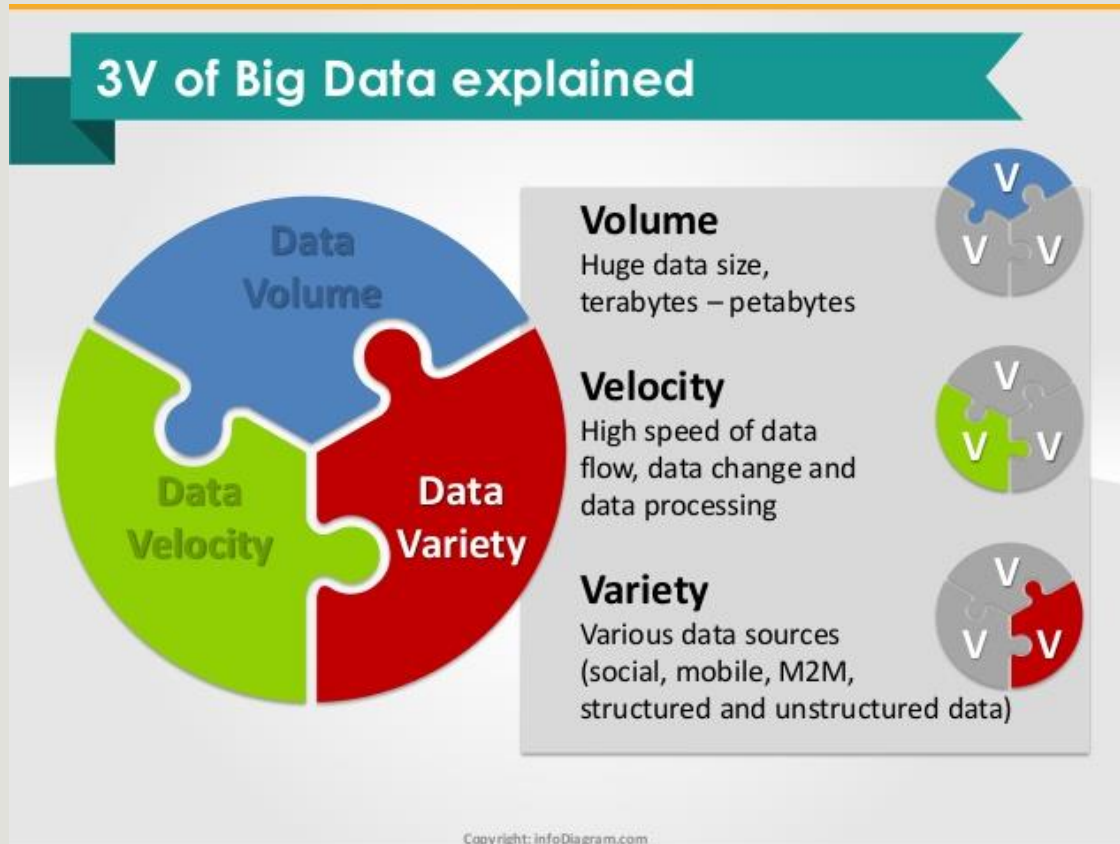 3V of Big Data explained
Data
Volume
Data
Velocity
Data
Variety
Volume
Huge data size,
terabytes – petabytes
V
V
V
Velocity
High speed of data
flow, data change and
data processing
V
V
V
Variety
Various data sources
(social, mobile, M2M,
structured and unstructured data)
V
V
V
Copyright: infoDiagram.com